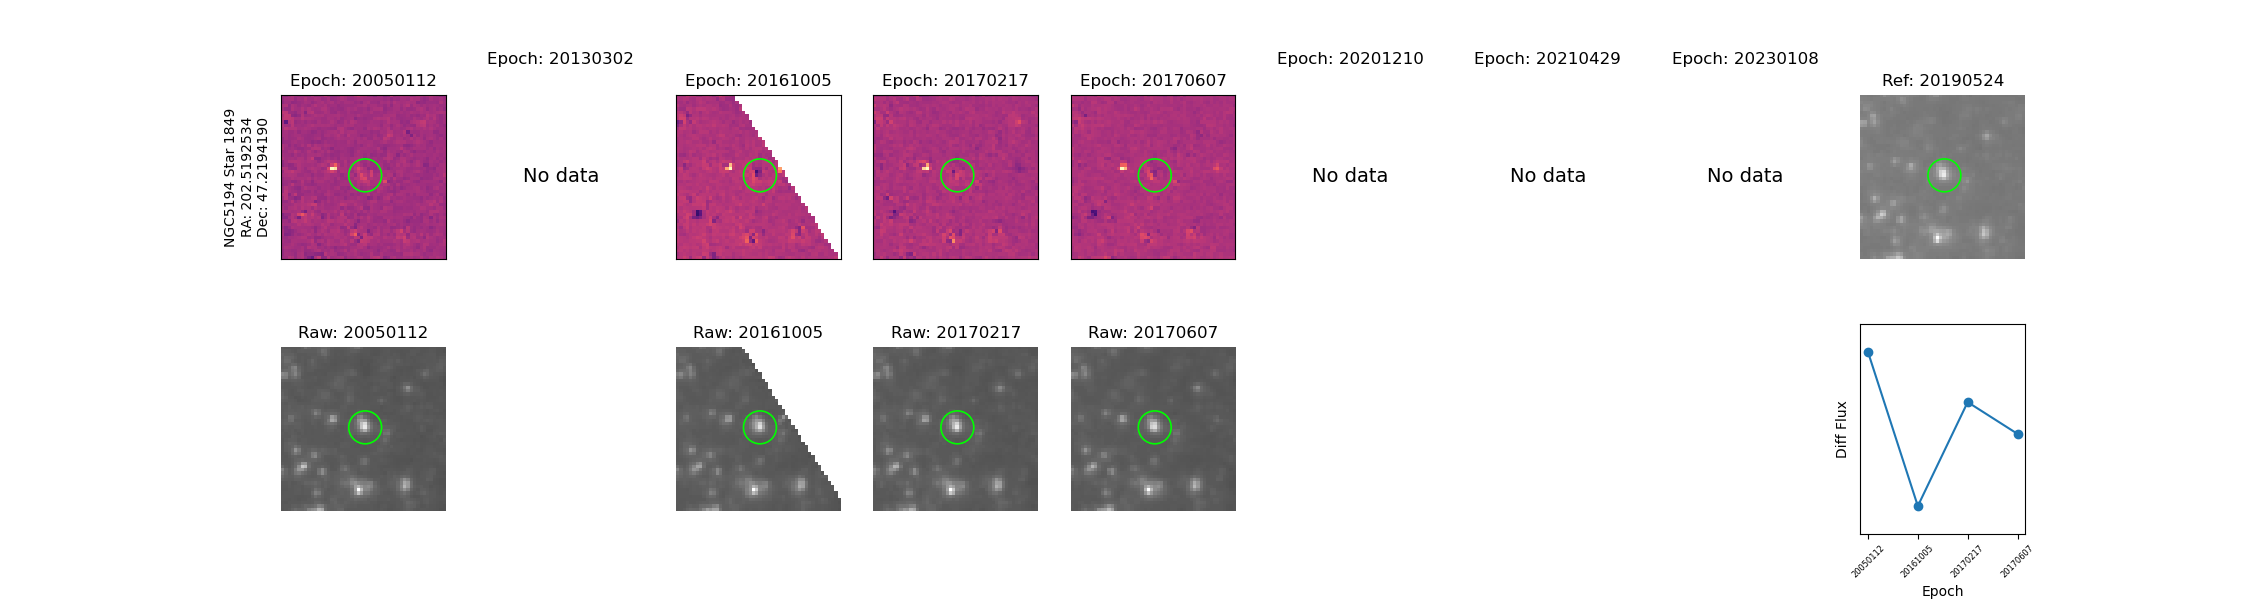 Epoch: 20130302
Epoch: 20201210
Epoch: 20210429
Epoch: 20230108
Epoch: 20050112
Epoch: 20161005
Epoch: 20170217
Epoch: 20170607
Ref: 20190524
NGC5194 Star 1849
RA: 202.5192534
Dec: 47.2194190
No data
No data
No data
No data
Raw: 20050112
Raw: 20161005
Raw: 20170217
Raw: 20170607
Diff Flux
20050112
20161005
20170217
20170607
Epoch